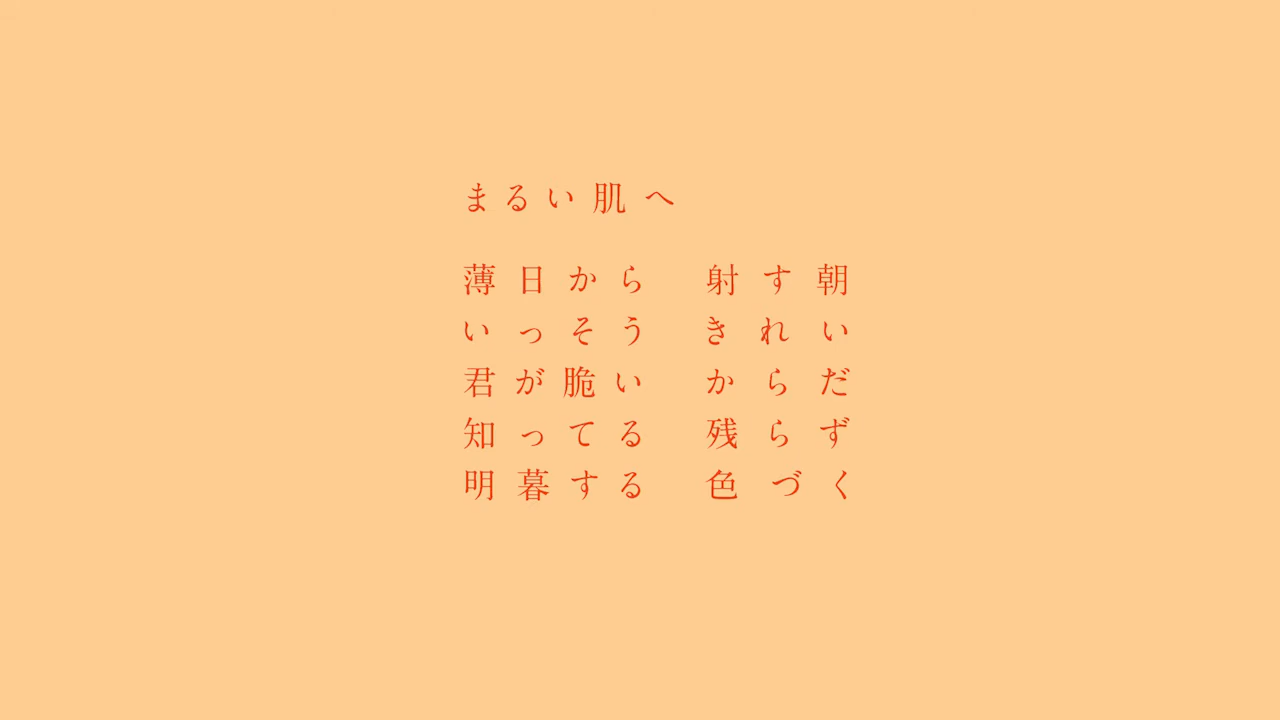 まるい肌へ
薄日から　射す朝
いっそう　きれい
君が脆い　からだ
知ってる　残らず
明暮する　色づく